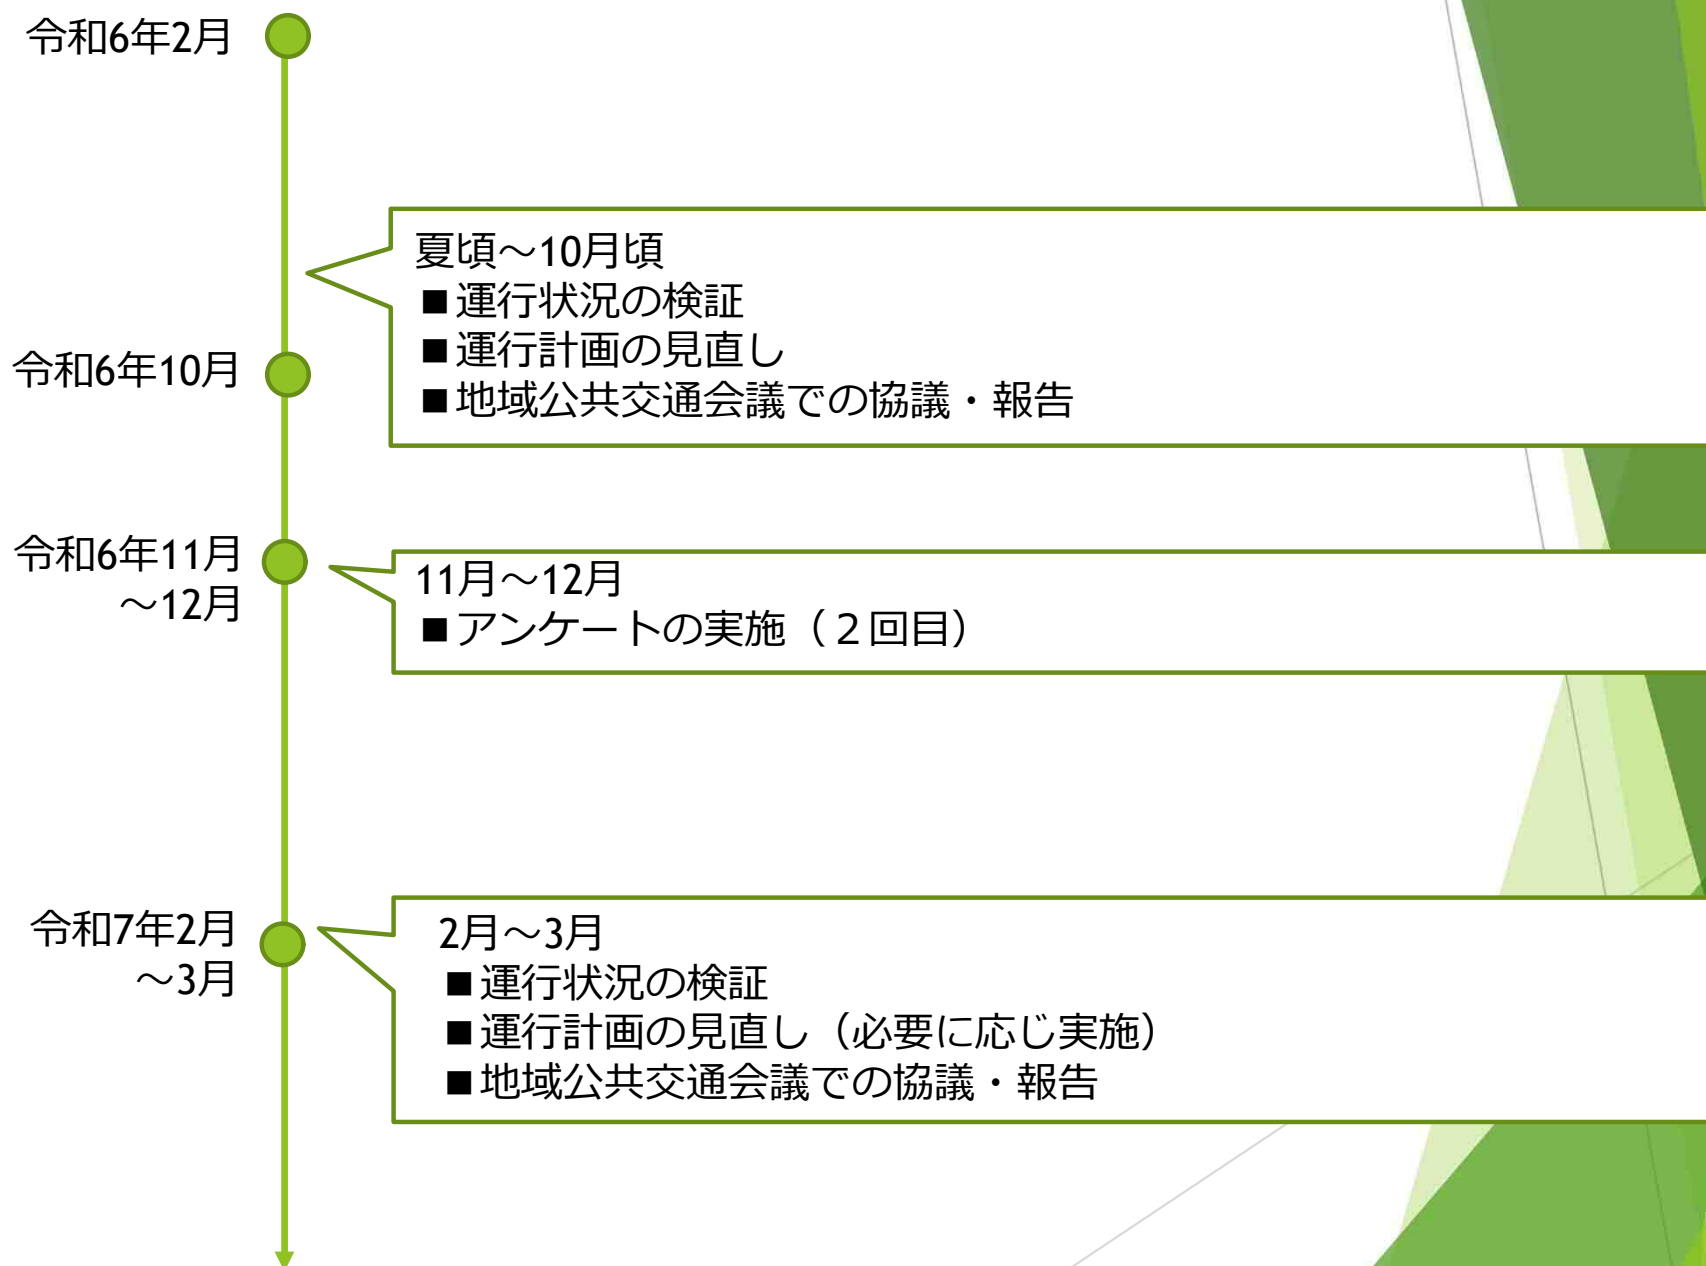 令和6年2月
夏頃～10月頃
■運行状況の検証
■運行計画の見直し
■地域公共交通会議での協議・報告
令和6年10月
令和6年11月
～12月
11月～12月
■アンケートの実施（２回目）
令和7年2月
～3月
2月～3月
■運行状況の検証
■運行計画の見直し（必要に応じ実施）
■地域公共交通会議での協議・報告